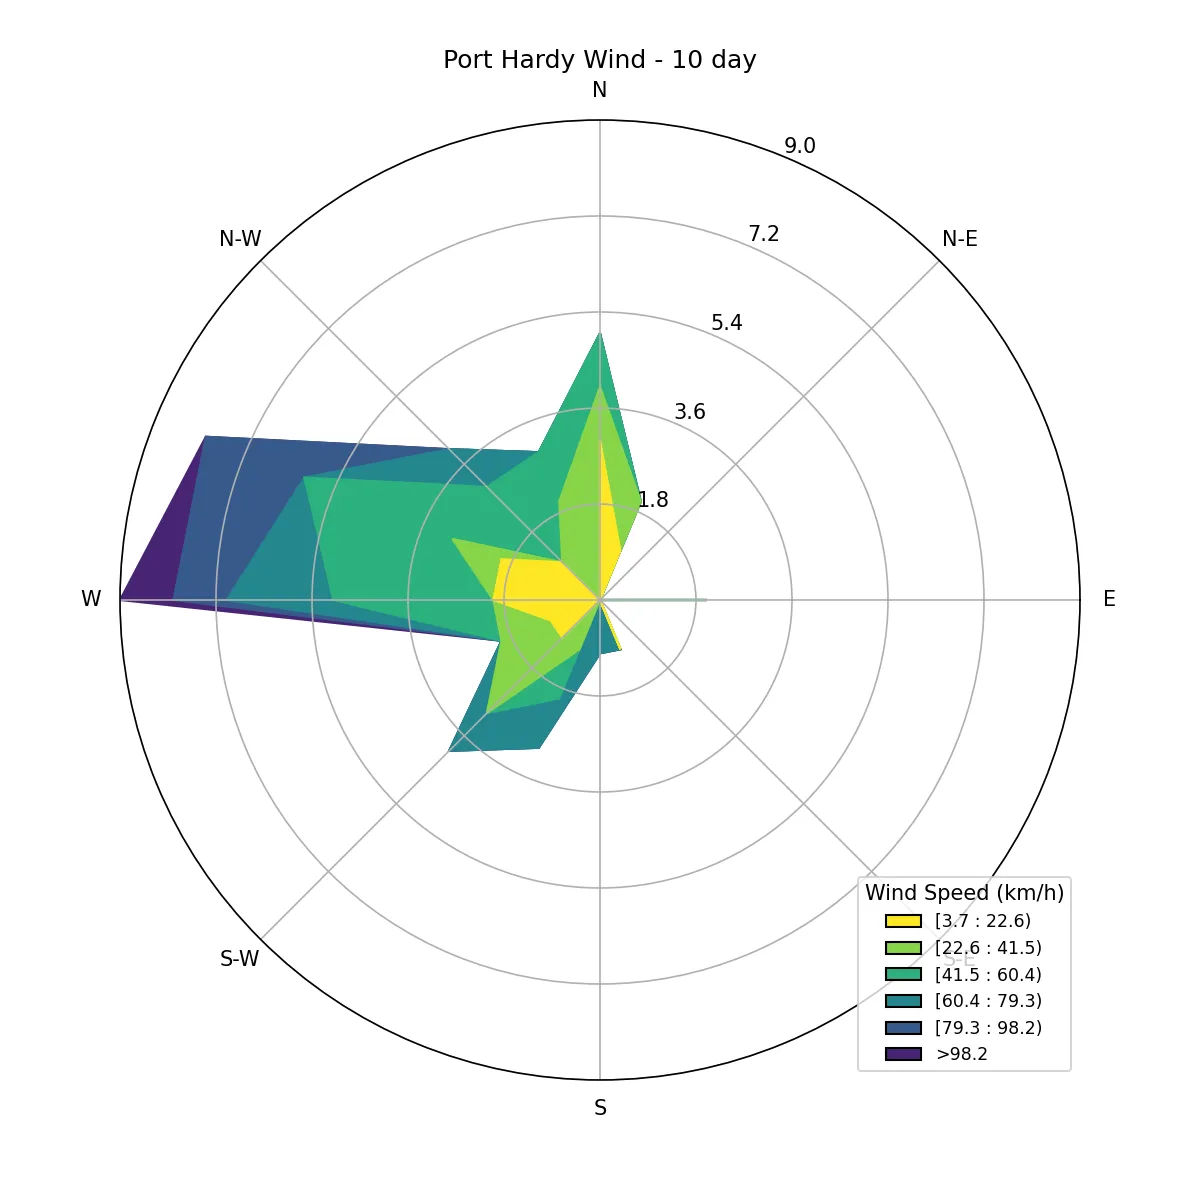 Port Hardy Wind - 10 day
N
9.0
N-W
7.2
N-E
5.4
3.6
1.8
W
E
S-W
S-E
S
Wind Speed (km/h)
[3.7 : 22.6)
[22.6 : 41.5)
[41.5 : 60.4)
[60.4 : 79.3)
[79.3 : 98.2)
>98.2